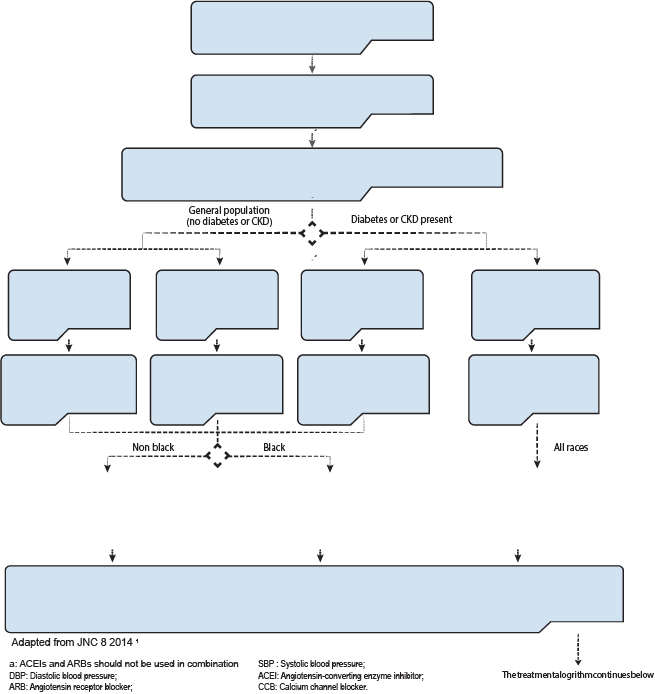 General population
(no diabetes or CKD)
Diabetes or CKD present
Non black
Black
All races
Adapted from JNC 8 2014 ¹
a: ACEIs and ARBs should not be used in combination
DBP: Diastolic blood pressure;
ARB: Angiotensin receptor blocker;
SBP : Systolic blood pressure;
ACEI: Angiotensin-converting enzyme inhibitor;
CCB: Calcium channel blocker.
Thetreatmentalogrithmcontinuesbelow